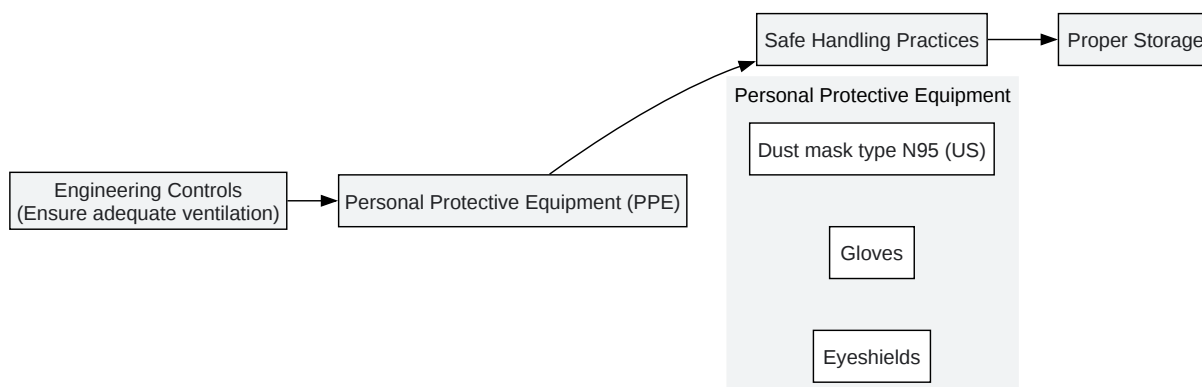 Safe Handling Practices
Proper Storage
Personal Protective Equipment
Dust mask type N95 (US)
Engineering Controls
(Ensure adequate ventilation)
Personal Protective Equipment (PPE)
Gloves
Eyeshields